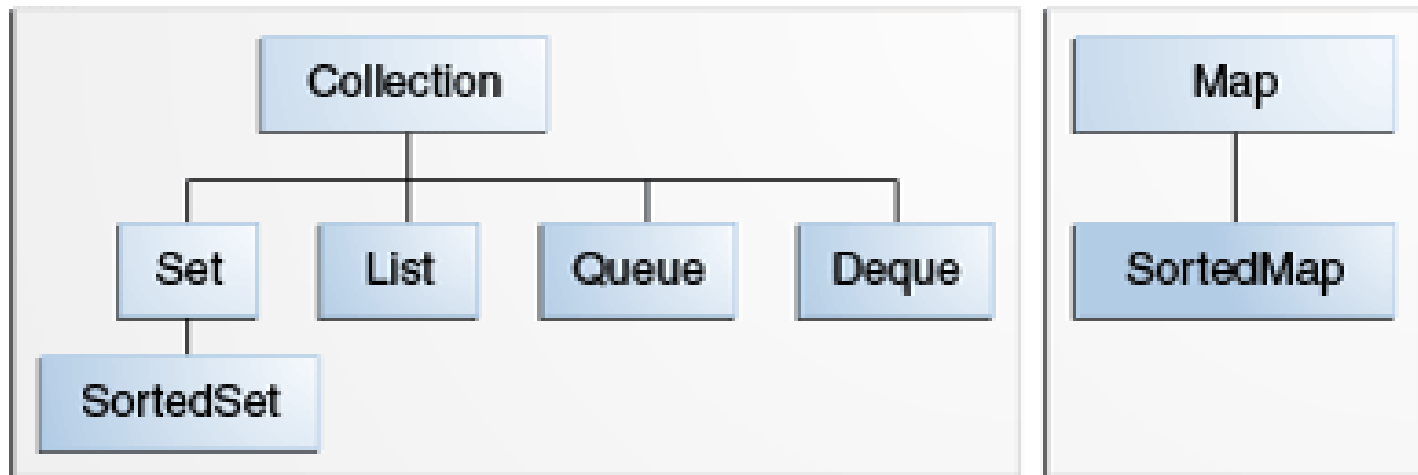 Collection
Map
Set
List
Queue
Deque
SortedMap
SortedSet